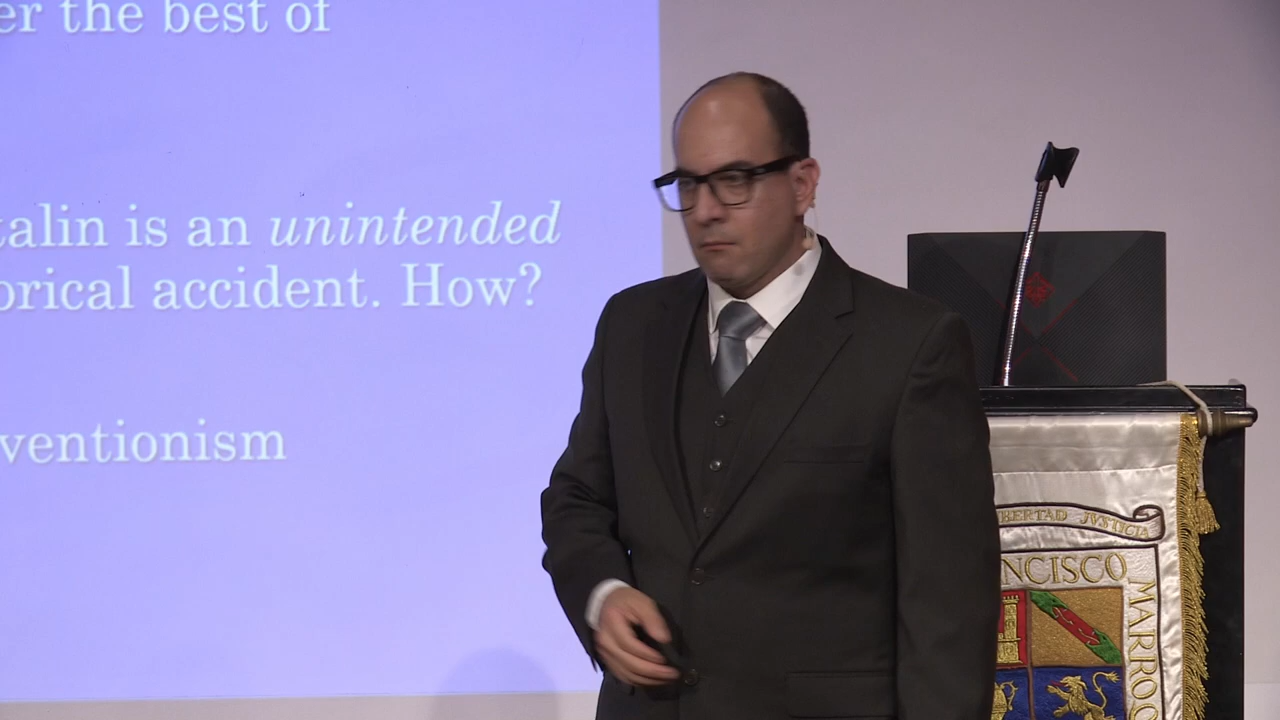 er the best of
talin is an unintended
orical accident. How?
ventionism
BERTAD JVSTICIA
NCISCO
MARRO